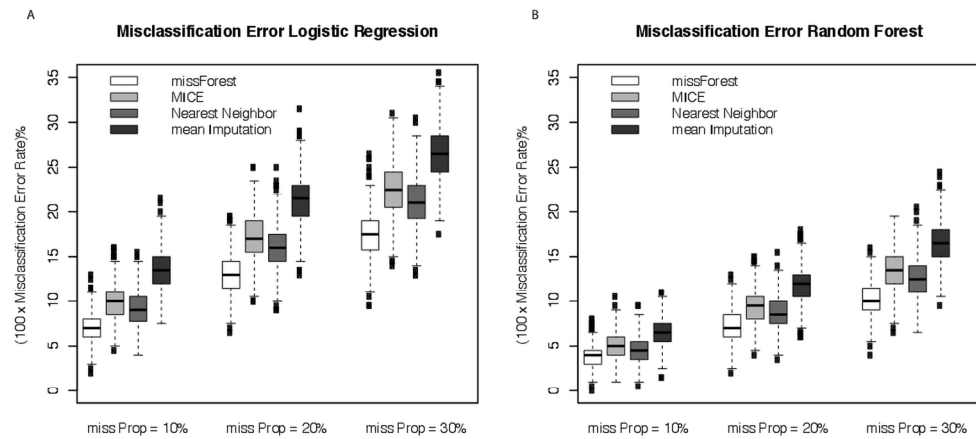 A
Misclassification Error Logistic Regression
(100 x Misclassification Error Rate)%
35
30
25
20
15
10
5
0
missForest
MICE
Nearest Neighbor
mean Imputation
miss Prop = 10%
miss Prop = 20%
miss Prop = 30%
B
Misclassification Error Random Forest
(100 x Misclassification Error Rate)%
35
30
25
20
15
10
5
0
missForest
MICE
Nearest Neighbor
mean Imputation
miss Prop = 10%
miss Prop = 20%
miss Prop = 30%